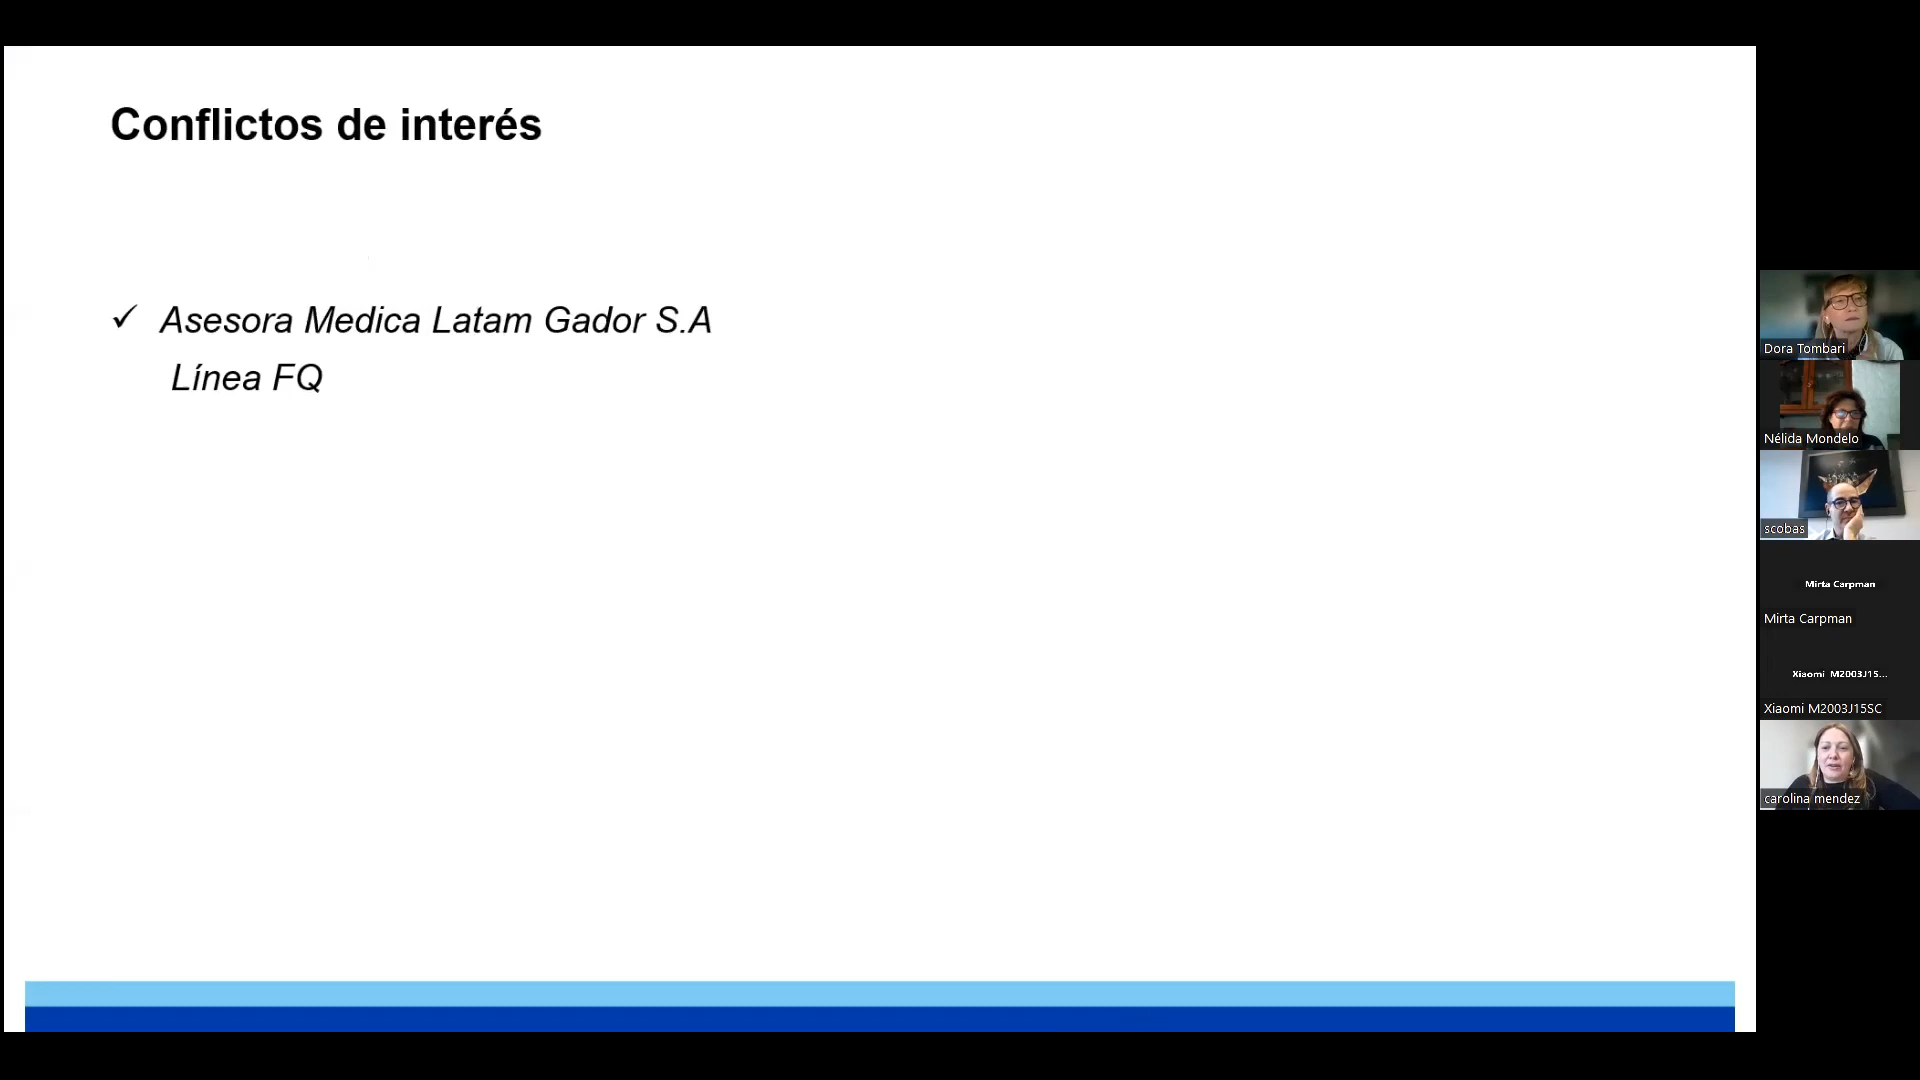 Conflictos de interés
✓ Asesora Medica Latam Gador S.A
Línea FQ
Dora Tombari
Nélida Mondelo
scobas
Mirta Carpman
Mirta Carpman
Xiaomi M2003J15...
Xiaomi M2003J15SC
carolina mendez